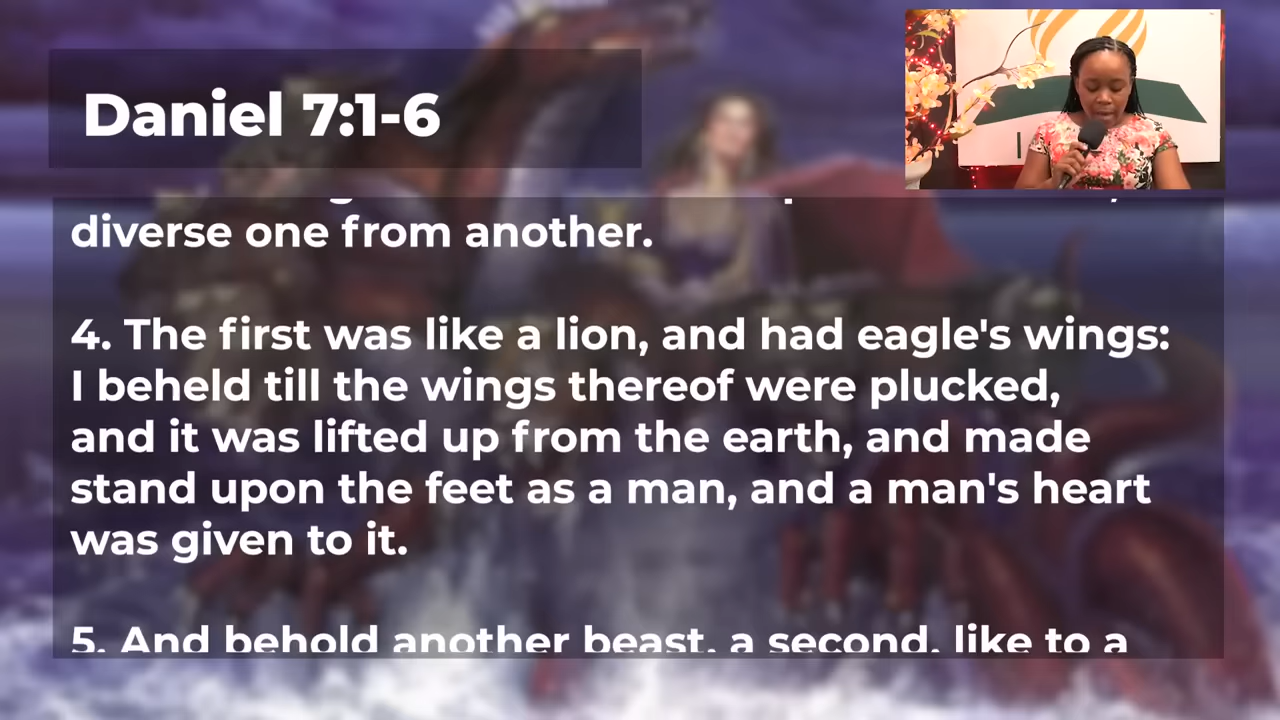 Daniel 7:1-6
diverse one from another.
4. The first was like a lion, and had eagle's wings:
I beheld till the wings thereof were plucked,
and it was lifted up from the earth, and made
stand upon the feet as a man, and a man's heart
was given to it.
5. And behold another beast, a second, like to a